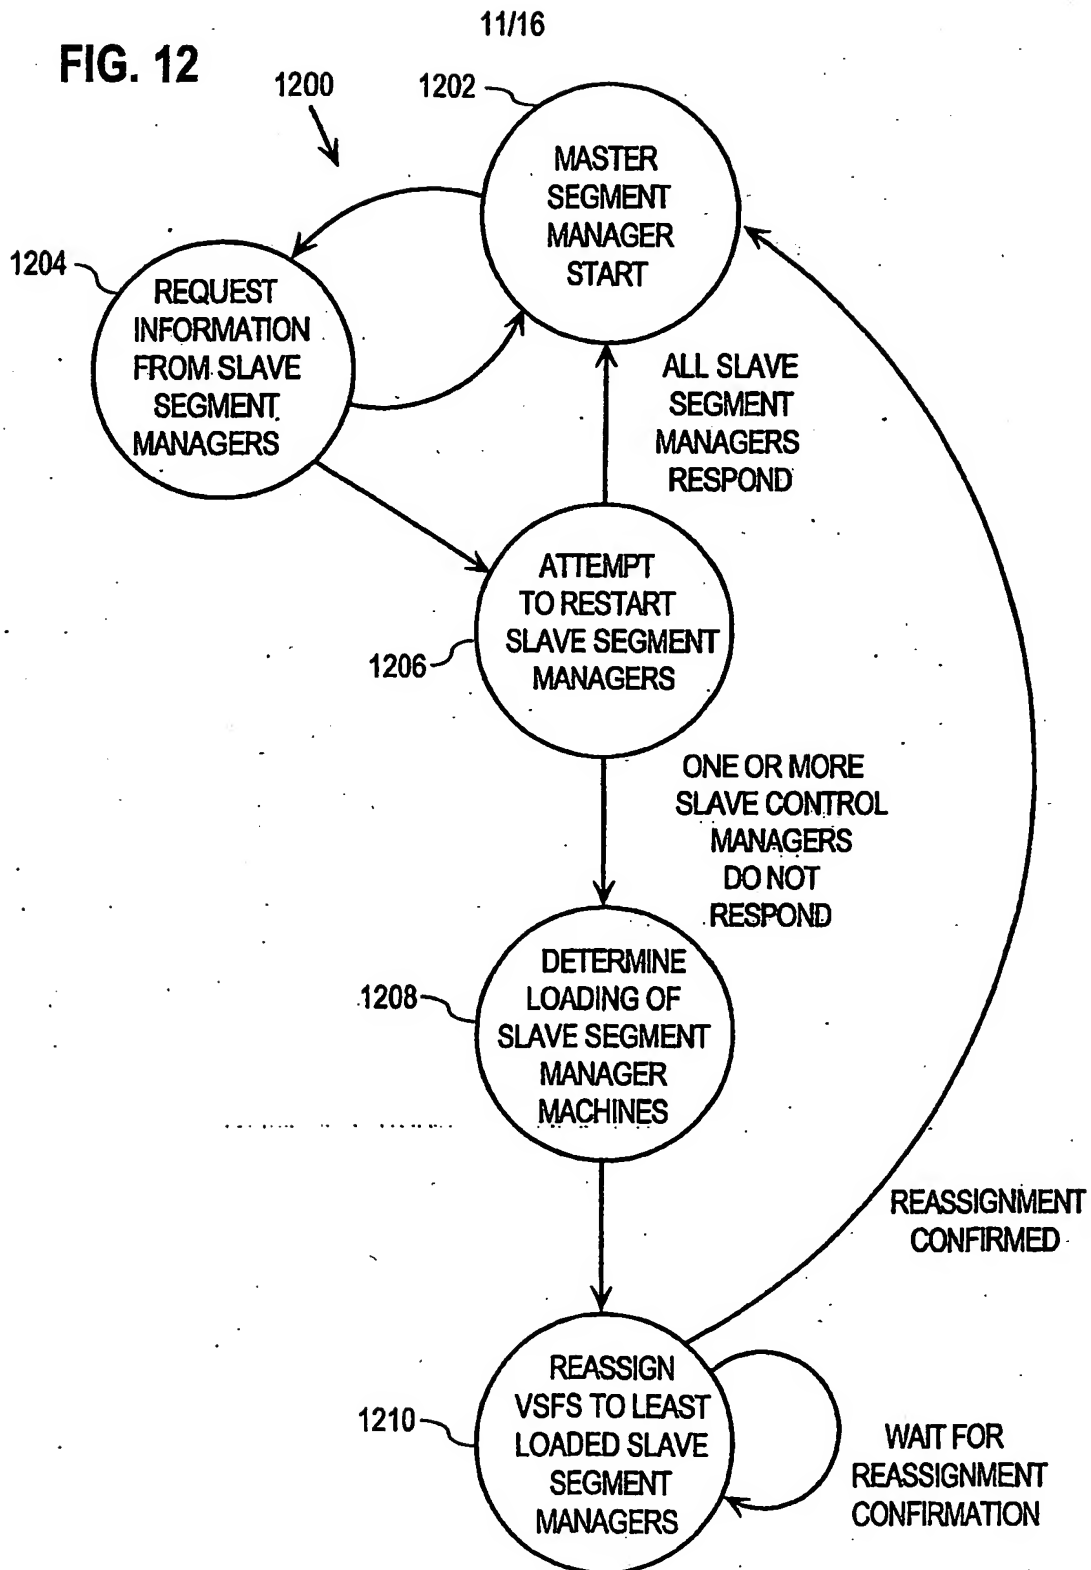 11/16
FIG. 12
1200
1202
MASTER
SEGMENT
MANAGER
START
1204
REQUEST
INFORMATION
FROM SLAVE
SEGMENT
MANAGERS
ALL SLAVE
SEGMENT
MANAGERS
RESPOND
ATTEMPT
TO RESTART
SLAVE SEGMENT
MANAGERS
1206
ONE OR MORE
SLAVE CONTROL
MANAGERS
DO NOT
RESPOND
DETERMINE
LOADING OF
SLAVE SEGMENT
MANAGER
MACHINES
1208
REASSIGNMENT
CONFIRMED
REASSIGN
VSFS TO LEAST
LOADED SLAVE
SEGMENT
MANAGERS
1210
WAIT FOR
REASSIGNMENT
CONFIRMATION